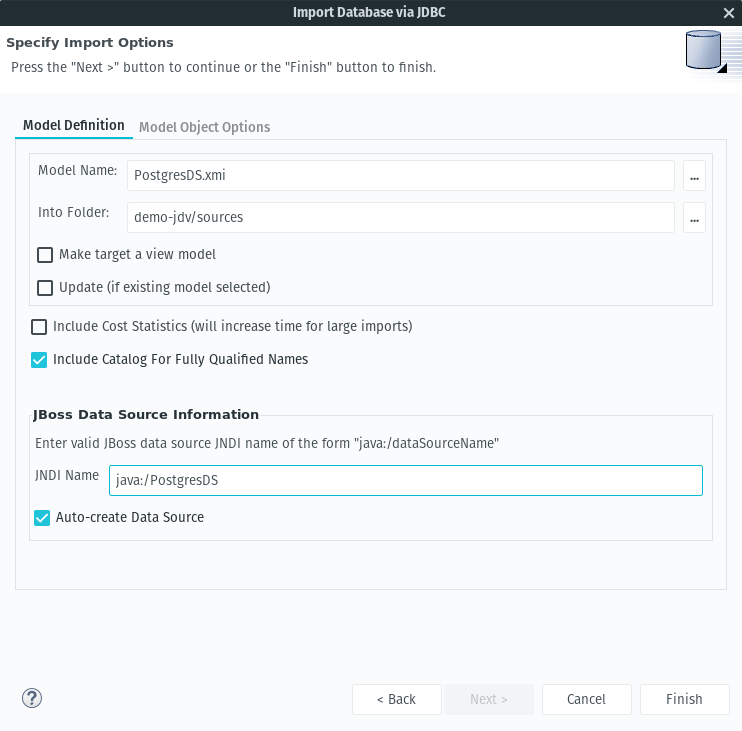 Import Database via JDBC
Specify Import Options
Press the "Next >" button to continue or the "Finish" button to finish.
Model Definition Model Object Options
Model Name: PostgresDS.xmi ...
Into Folder: demo-jdv/sources ...
Make target a view model
Update (if existing model selected)
Include Cost Statistics (will increase time for large imports)
Include Catalog For Fully Qualified Names
JBoss Data Source Information
Enter valid JBoss data source JNDI name of the form "java:/dataSourceName"
JNDI Name java:/PostgresDS
Auto-create Data Source
? < Back Next > Cancel Finish